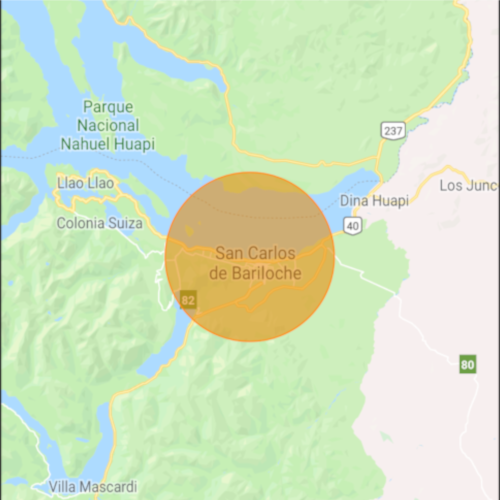 Parque
Nacional
Nahuel Huapi
237
Llao Llao
Los Junc
Dina Huapi
Colonia Suiza
40
San Carlos
de Bariloche
82
80
Villa Mascardi